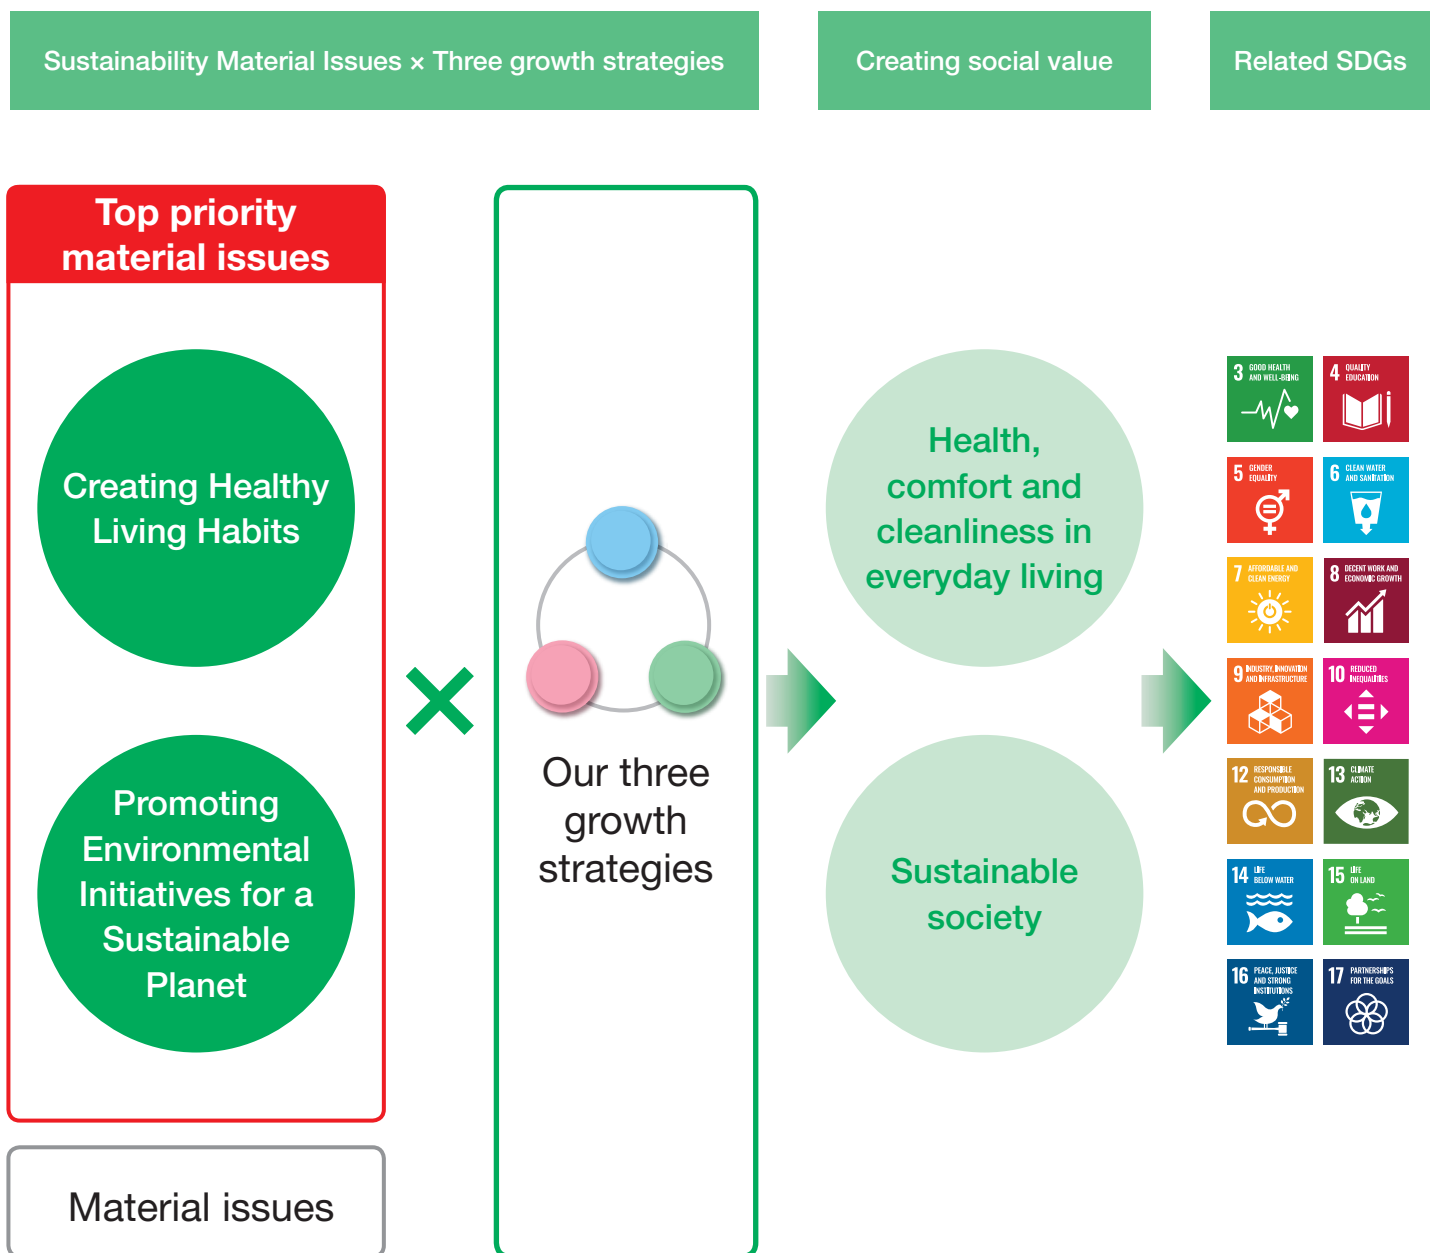 Sustainability Material Issues × Three growth strategies
Creating social value
Related SDGs
Top priority
material issues
Creating Healthy
Living Habits
Promoting
Environmental
Initiatives for a
Sustainable
Planet
Material issues
×
Our three
growth
strategies
Health,
comfort and
cleanliness in
everyday living
Sustainable
society
3 GOOD HEALTH
AND WELL-BEING
4 QUALITY
EDUCATION
5 GENDER
EQUALITY
6 CLEAN WATER
AND SANITATION
7 AFFORDABLE AND
CLEAN ENERGY
8 DECENT WORK AND
ECONOMIC GROWTH
9 INDUSTRY, INNOVATION
AND INFRASTRUCTURE
10 REDUCED
INEQUALITIES
12 RESPONSIBLE
CONSUMPTION
AND PRODUCTION
13 CLIMATE
ACTION
14 LIFE
BELOW WATER
15 LIFE
ON LAND
16 PEACE, JUSTICE
AND STRONG
INSTITUTIONS
17 PARTNERSHIPS
FOR THE GOALS